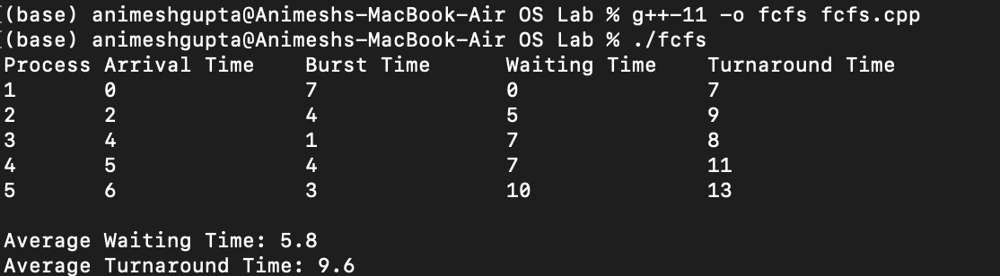 (base) animeshgupta@Animeshs-MacBook-Air OS Lab % g++-11 -o fcfs fcfs.cpp
(base) animeshgupta@Animeshs-MacBook-Air OS Lab % ./fcfs
Process Arrival Time Burst Time Waiting Time Turnaround Time
1 0 7 0 7
2 2 4 5 9
3 4 1 7 8
4 5 4 7 11
5 6 3 10 13
Average Waiting Time: 5.8
Average Turnaround Time: 9.6